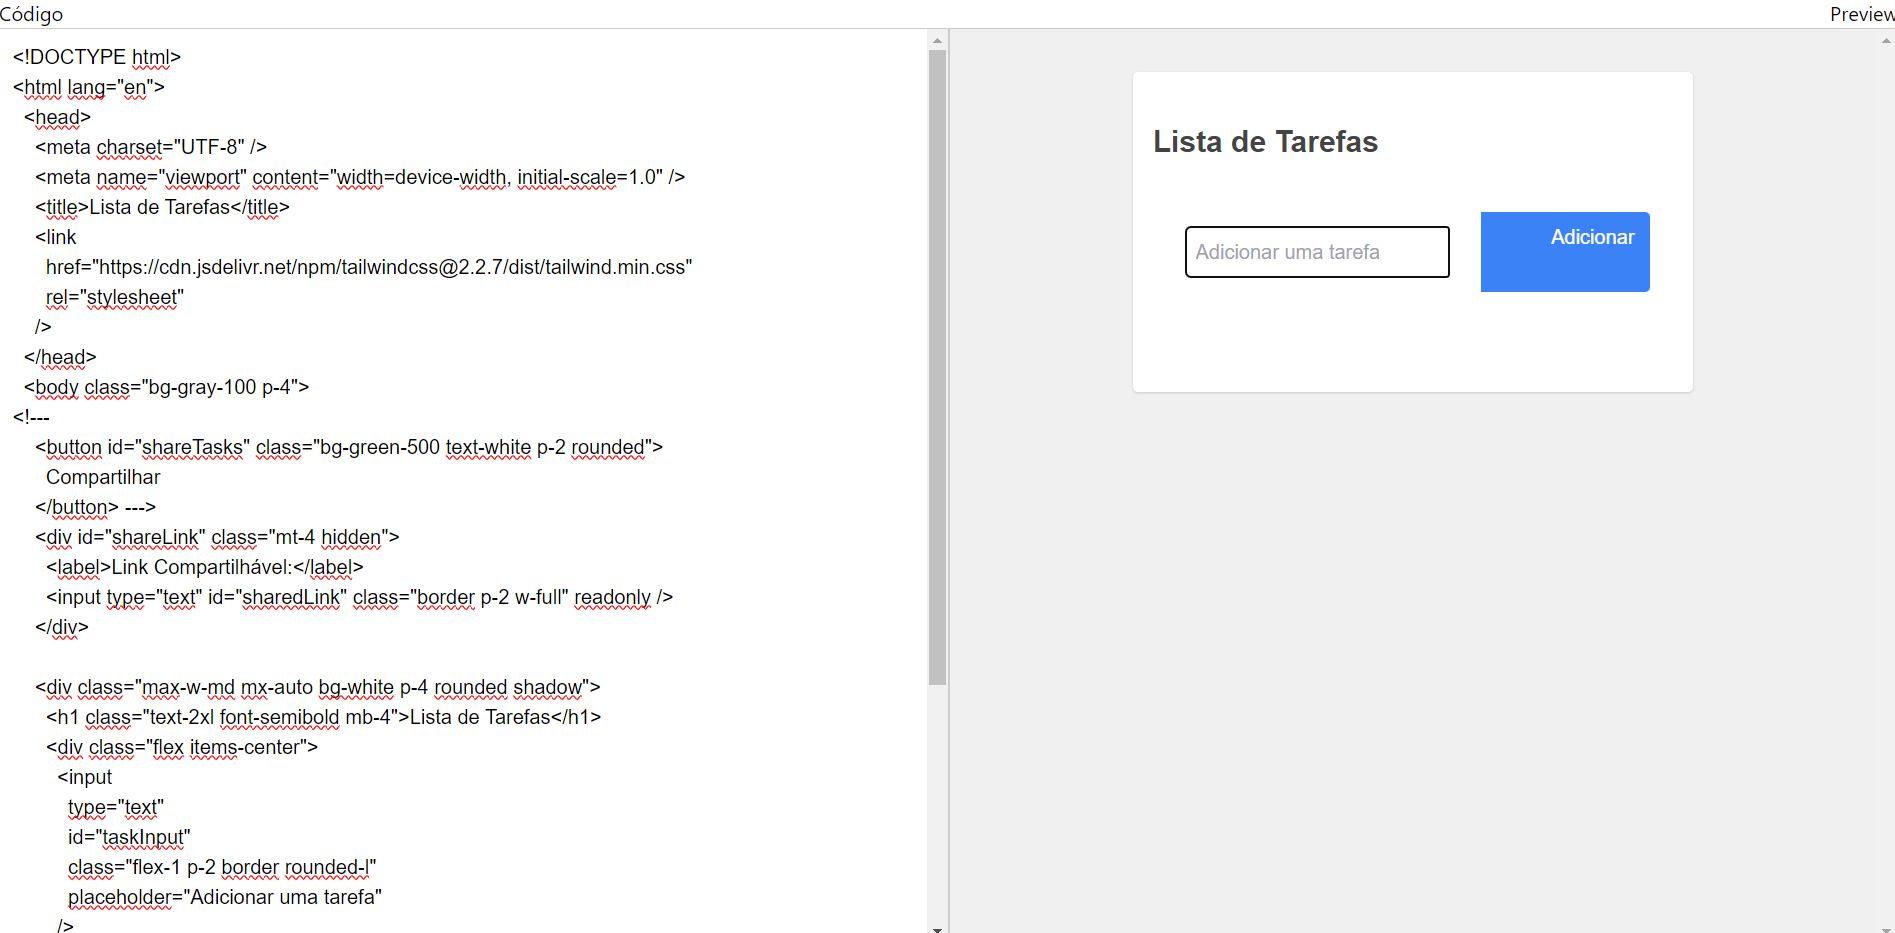 Código
Preview
<!DOCTYPE html>
<html lang="en">
<head>
<meta charset="UTF-8" />
<meta name="viewport" content="width=device-width, initial-scale=1.0" />
<title>Lista de Tarefas</title>
<link
href="https://cdn.jsdelivr.net/npm/tailwindcss@2.2.7/dist/tailwind.min.css"
rel="stylesheet"
/>
</head>
<body class="bg-gray-100 p-4">
<!---
<button id="shareTasks" class="bg-green-500 text-white p-2 rounded">
Compartilhar
</button> --->
<div id="shareLink" class="mt-4 hidden">
<label>Link Compartilhável:</label>
<input type="text" id="sharedLink" class="border p-2 w-full" readonly />
</div>
<div class="max-w-md mx-auto bg-white p-4 rounded shadow">
<h1 class="text-2xl font-semibold mb-4">Lista de Tarefas</h1>
<div class="flex items-center">
<input
type="text"
id="taskInput"
class="flex-1 p-2 border rounded-l"
placeholder="Adicionar uma tarefa"
/>
Lista de Tarefas
Adicionar uma tarefa
Adicionar